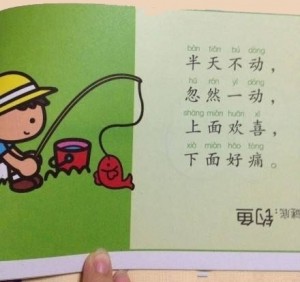 bàn tiān bú dòng
半天不动，
hū rán yí dòng
忽然一动，
shàng miàn huān xǐ
上面欢喜，
xià miàn hǎo tòng
下面好痛。
谜底：钓鱼